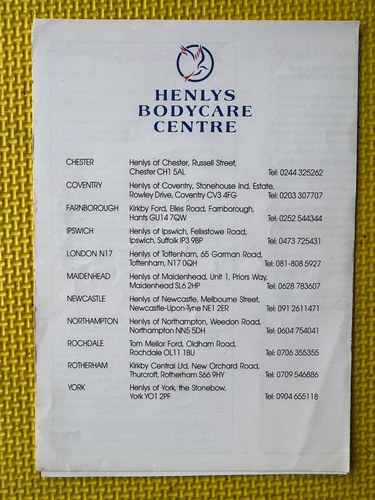 HENLYS
BODYCARE
CENTRE
CHESTER Henlys of Chester, Russell Street,
Chester CH1 5AL Tel: 0244 325262
COVENTRY Henlys of Coventry, Stonehouse Ind. Estate,
Rowley Drive, Coventry CV3 4FG Tel: 0203 307707
FARNBOROUGH Kirkby Ford, Elles Road, Farnborough,
Hants GU14 7QW Tel: 0252 544344
IPSWICH Henlys of Ipswich, Felixstowe Road,
Ipswich, Suffolk IP3 9BP Tel: 0473 725431
LONDON N17 Henlys of Tottenham, 65 Garman Road,
Tottenham, N17 0QH Tel: 081-808 5927
MAIDENHEAD Henlys of Maidenhead, Unit 1, Priors Way,
Maidenhead SL6 2HP Tel: 0628 783607
NEWCASTLE Henlys of Newcastle, Melbourne Street,
Newcastle-Upon-Tyne NE1 2ER Tel: 091 2611471
NORTHAMPTON Henlys of Northampton, Weedon Road,
Northampton NN5 5DH Tel: 0604 754041
ROCHDALE Tom Mellor Ford, Oldham Road,
Rochdale OL11 1BU Tel: 0706 355355
ROTHERHAM Kirkby Central Ltd, New Orchard Road,
Thurcroft, Rotherham S66 9HY Tel: 0709 546886
YORK Henlys of York, the Stonebow,
York YO1 2PF Tel: 0904 655118